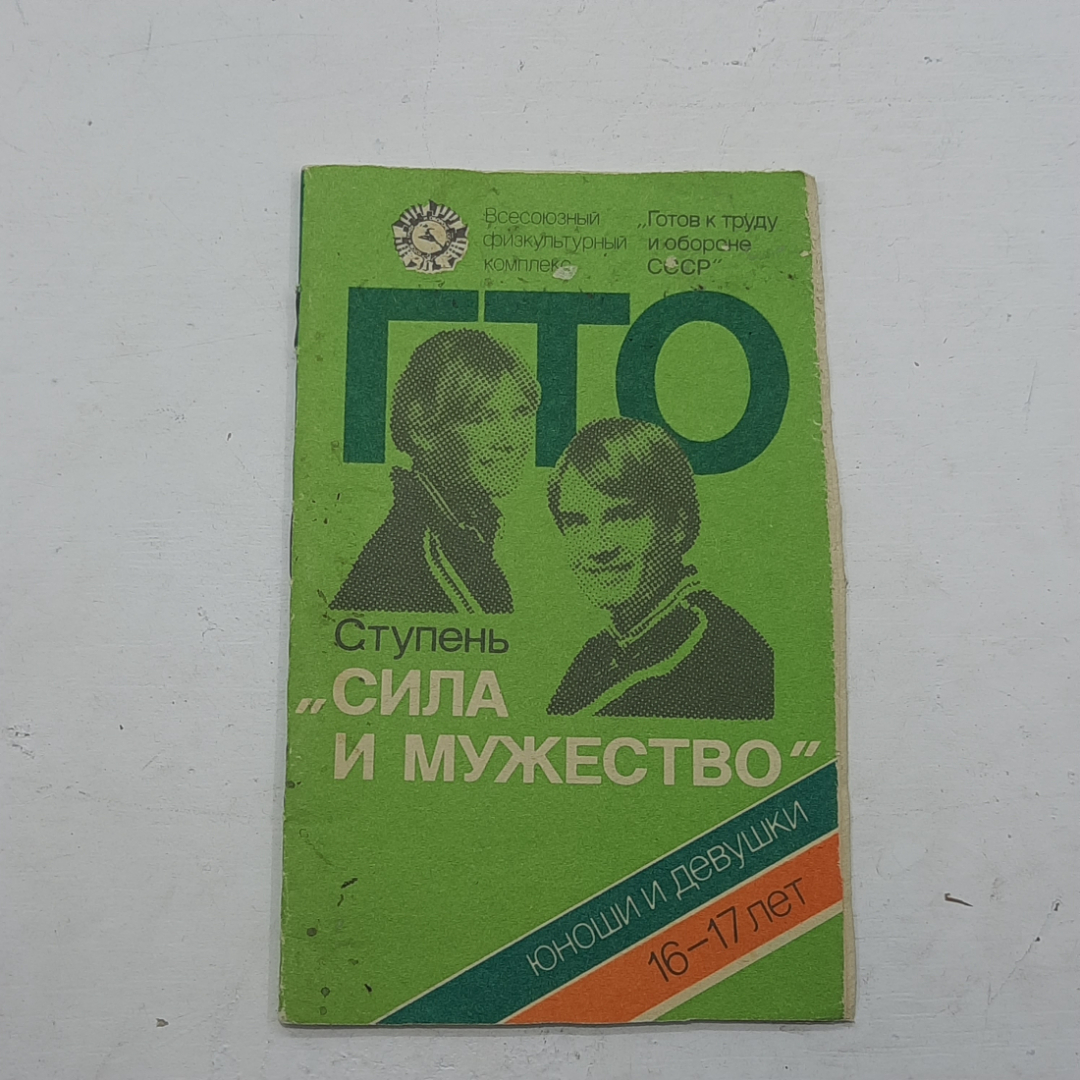 Всесоюзный
физкультурный
комплекс
„Готов к труду
и обороне
СССР"
ГТО
Ступень
„СИЛА
И МУЖЕСТВО"
ЮНОШИ И ДЕВУШКИ
16–17 лет